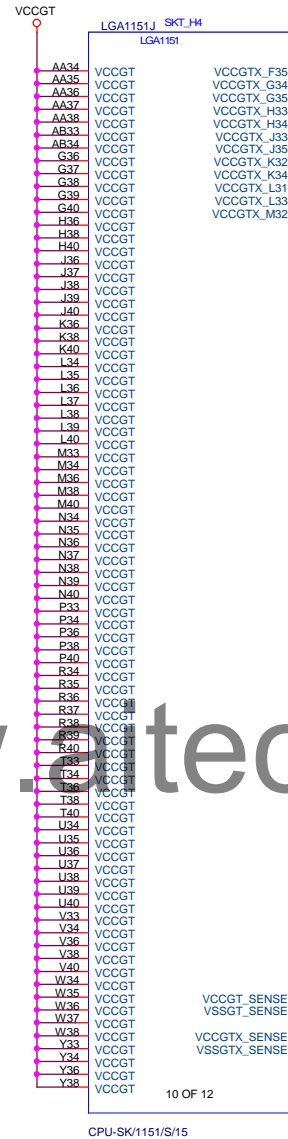 VCCGT
LGA1151J SKT_H4
LGA1151
AA34 VCCGT VCCGTX_F35
AA35 VCCGT VCCGTX_G34
AA36 VCCGT VCCGTX_G35
AA37 VCCGT VCCGTX_H33
AA38 VCCGT VCCGTX_H34
AB33 VCCGT VCCGTX_J33
AB34 VCCGT VCCGTX_J35
G36 VCCGT VCCGTX_K32
G37 VCCGT VCCGTX_K34
G38 VCCGT VCCGTX_L31
G39 VCCGT VCCGTX_L33
G40 VCCGT VCCGTX_M32
H36 VCCGT
H38 VCCGT
H40 VCCGT
J36 VCCGT
J37 VCCGT
J38 VCCGT
J39 VCCGT
J40 VCCGT
K36 VCCGT
K38 VCCGT
K40 VCCGT
L34 VCCGT
L35 VCCGT
L36 VCCGT
L37 VCCGT
L38 VCCGT
L39 VCCGT
L40 VCCGT
M33 VCCGT
M34 VCCGT
M36 VCCGT
M38 VCCGT
M40 VCCGT
N34 VCCGT
N35 VCCGT
N36 VCCGT
N37 VCCGT
N38 VCCGT
N39 VCCGT
N40 VCCGT
P33 VCCGT
P34 VCCGT
P36 VCCGT
P38 VCCGT
P40 VCCGT
R34 VCCGT
R35 VCCGT
R36 VCCGT
R37 VCCGT
R38 VCCGT
R39 VCCGT
R40 VCCGT
T33 VCCGT
T34 VCCGT
T36 VCCGT
T38 VCCGT
T40 VCCGT
U34 VCCGT
U35 VCCGT
U36 VCCGT
U37 VCCGT
U38 VCCGT
U39 VCCGT
U40 VCCGT
V33 VCCGT
V34 VCCGT
V36 VCCGT
V38 VCCGT
V40 VCCGT
W34 VCCGT
W35 VCCGT VCCGT_SENSE
W36 VCCGT VSSGT_SENSE
W37 VCCGT
W38 VCCGT VCCGTX_SENSE
Y33 VCCGT VSSGTX_SENSE
Y34 VCCGT
Y36 VCCGT
Y38 VCCGT
10 OF 12
CPU-SK/1151/S/15
.aitec